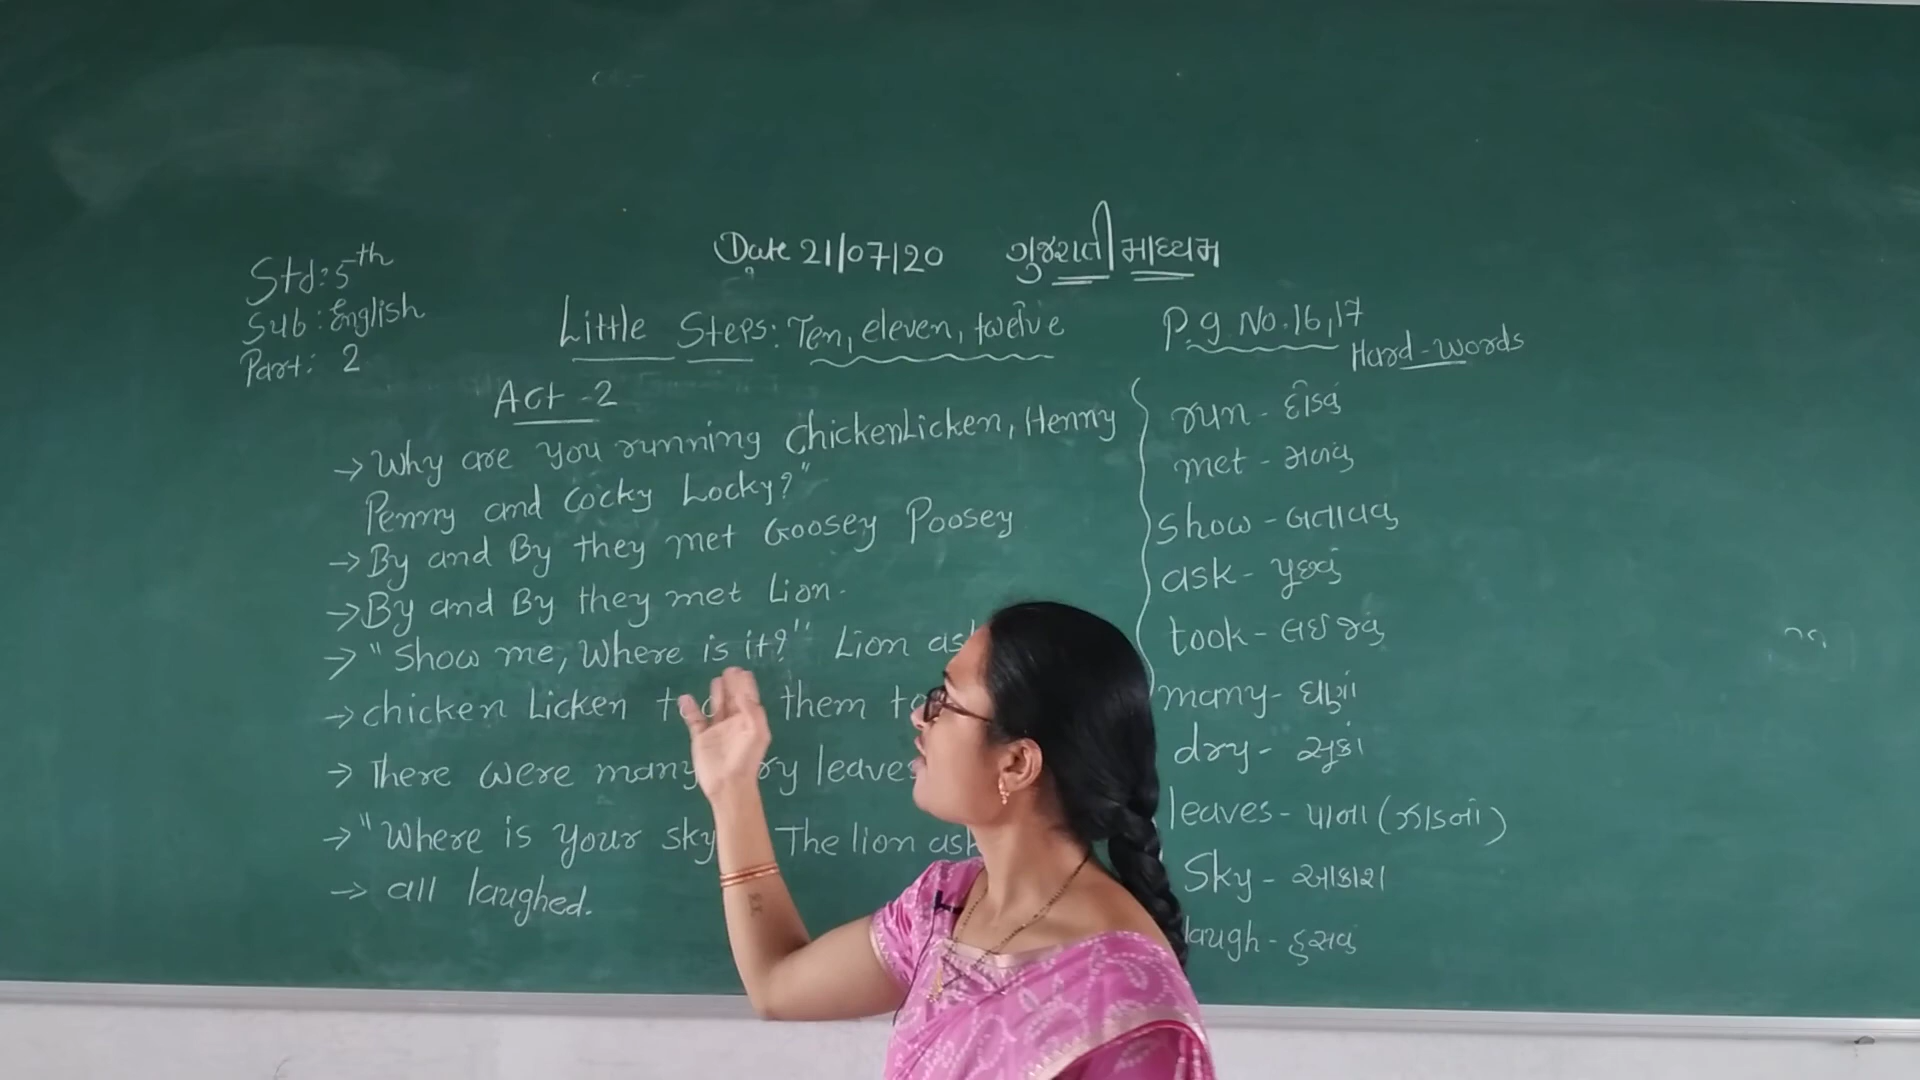 Date 21/07/20 ગુજરાતી માધ્યમ
Std: 5th
Sub: English
Part: 2
Little Steps: Ten, eleven, twelve
P.g No. 16,17
Hard-words
Act-2
→ Why are you running chickenLicken, Henny
Penny and Cocky Locky?"
→ By and By they met Goosey Poosey
→ By and By they met Lion.
→ "Show me, Where is it?" Lion
→ chicken Licken them
→ There were many leaves
→ "Where is your sky The lion
→ all laughed.
run - દોડવું
met - મળવું
show - બતાવવું
ask - પૂછવું
took - લઇ જવું
many - ઘણાં
dry - સૂકાં
leaves - પાના (ઝાડનાં)
Sky - આકાશ
laugh - હસવું